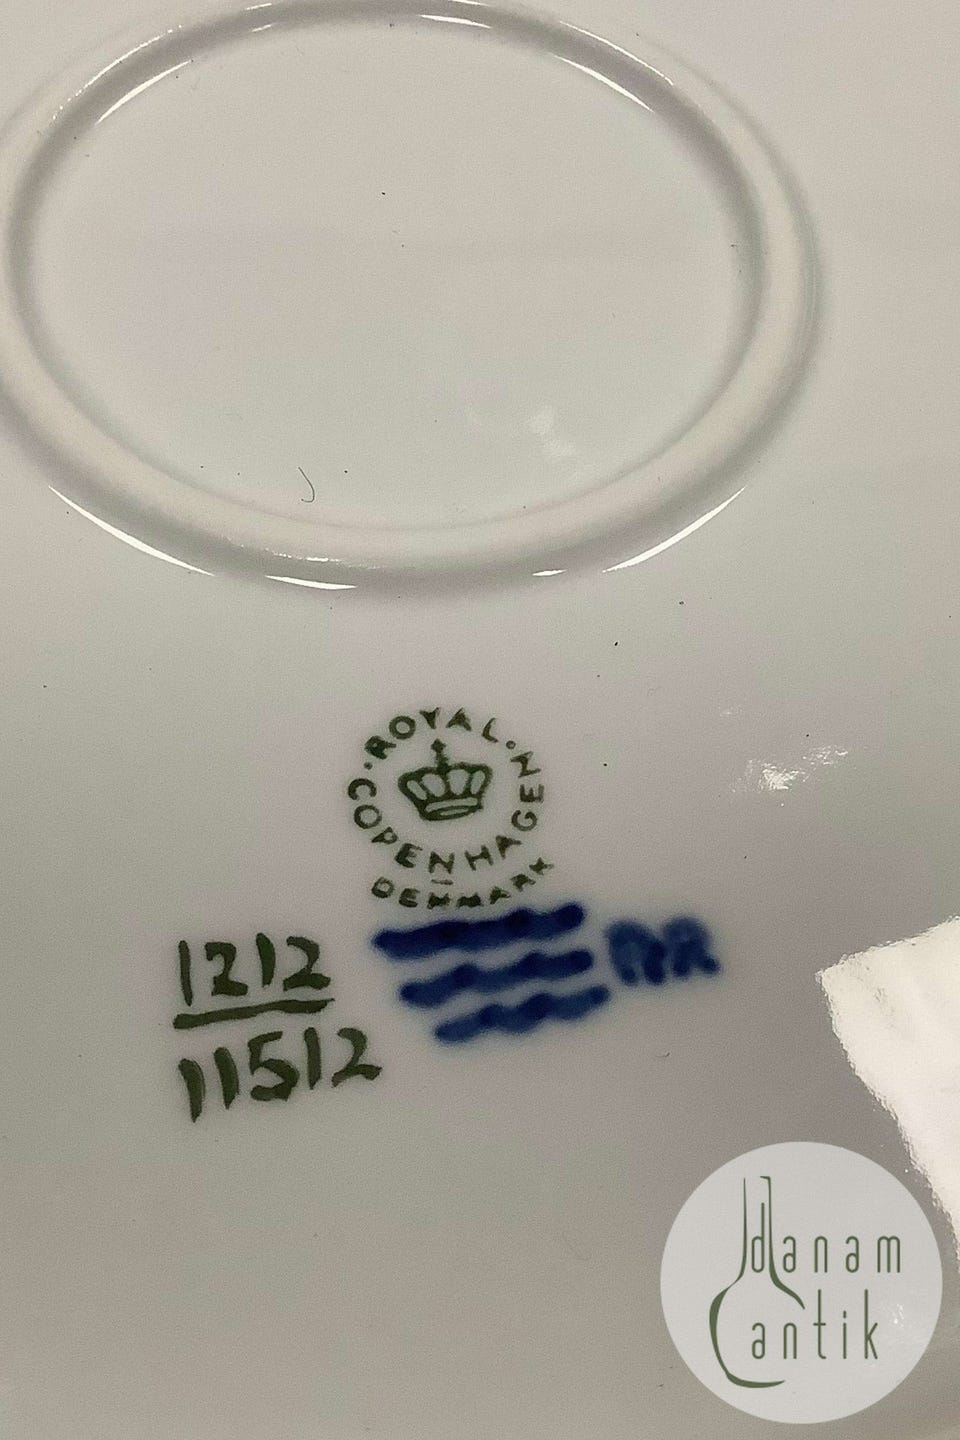 ROYAL
COPENHAGEN
DENMARK
1212
11512
danam
antik